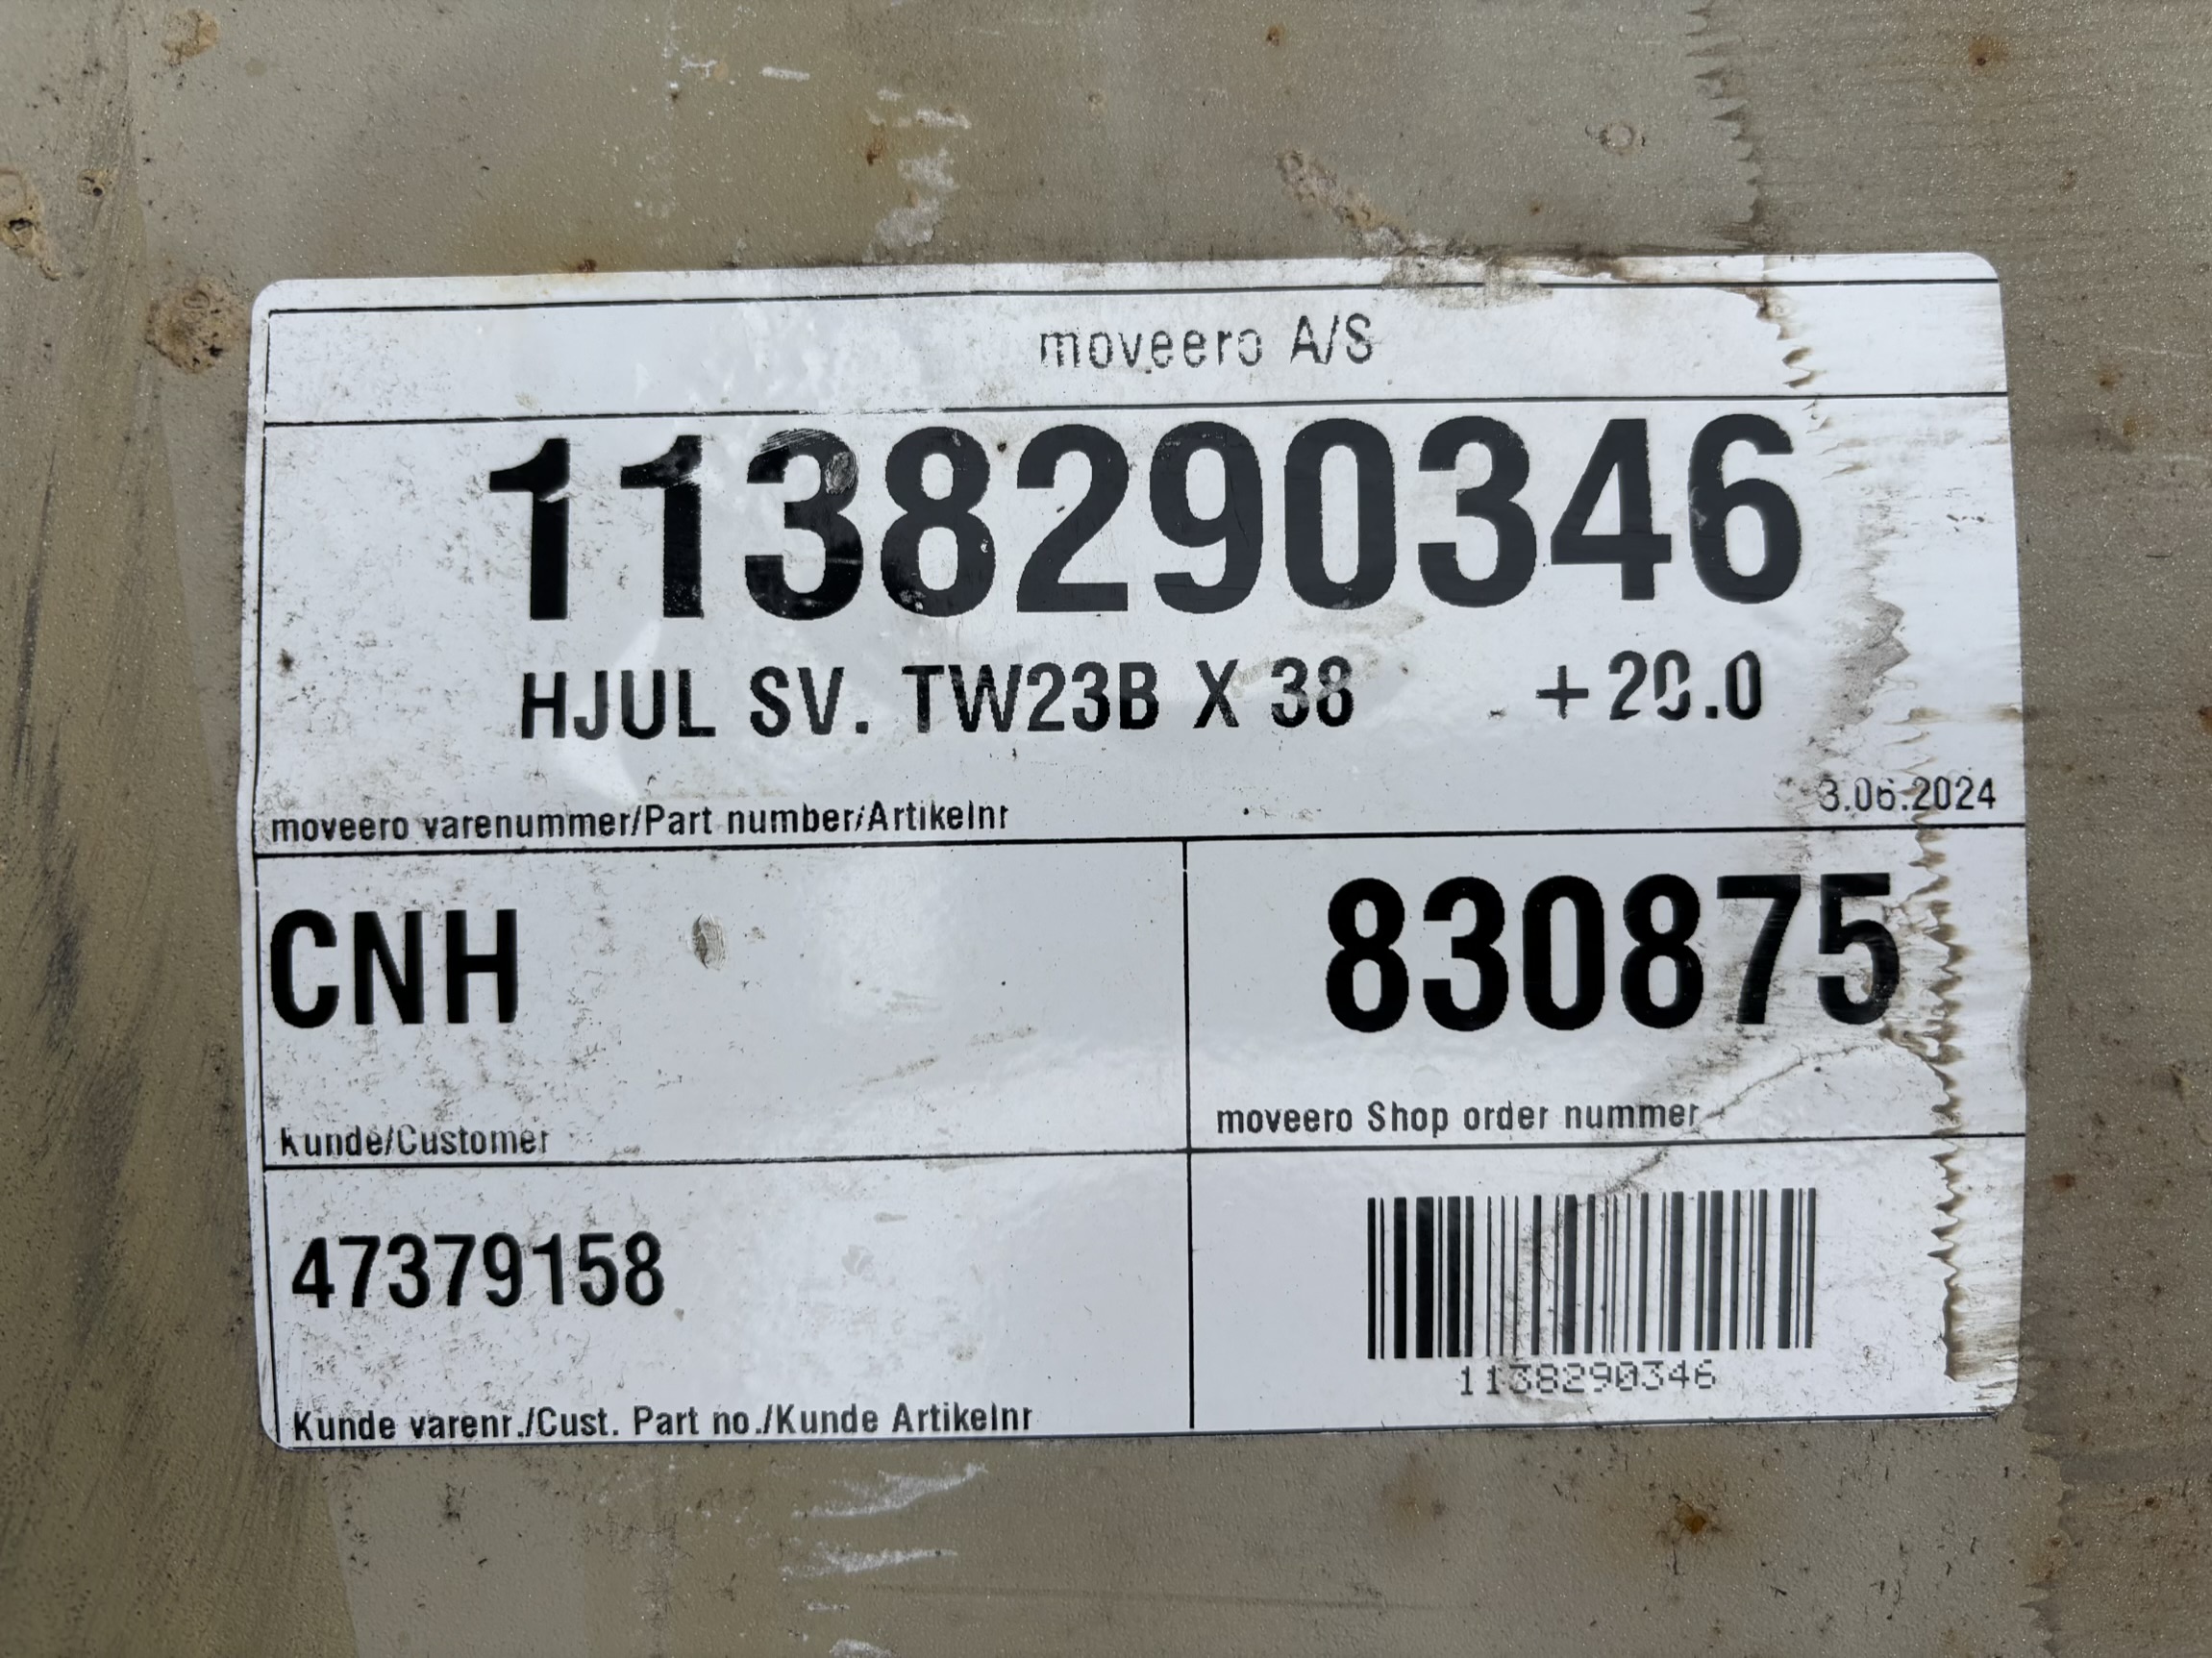 moveero A/S
1138290346
HJUL SV. TW23B X 38 +20.0
3.06.2024
moveero varenummer/Part number/Artikelnr
CNH
830875
Kunde/Customer
moveero Shop order nummer
47379158
1138290346
Kunde varenr./Cust. Part no./Kunde Artikelnr